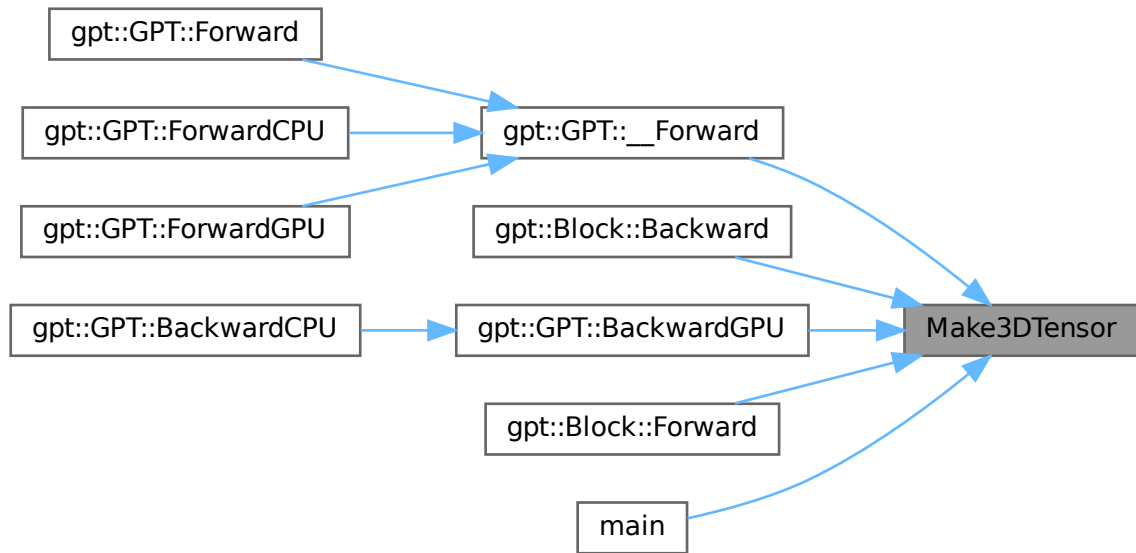 gpt::GPT::Forward
gpt::GPT::ForwardCPU
gpt::GPT::__Forward
gpt::GPT::ForwardGPU
gpt::Block::Backward
gpt::GPT::BackwardCPU
gpt::GPT::BackwardGPU
Make3DTensor
gpt::Block::Forward
main